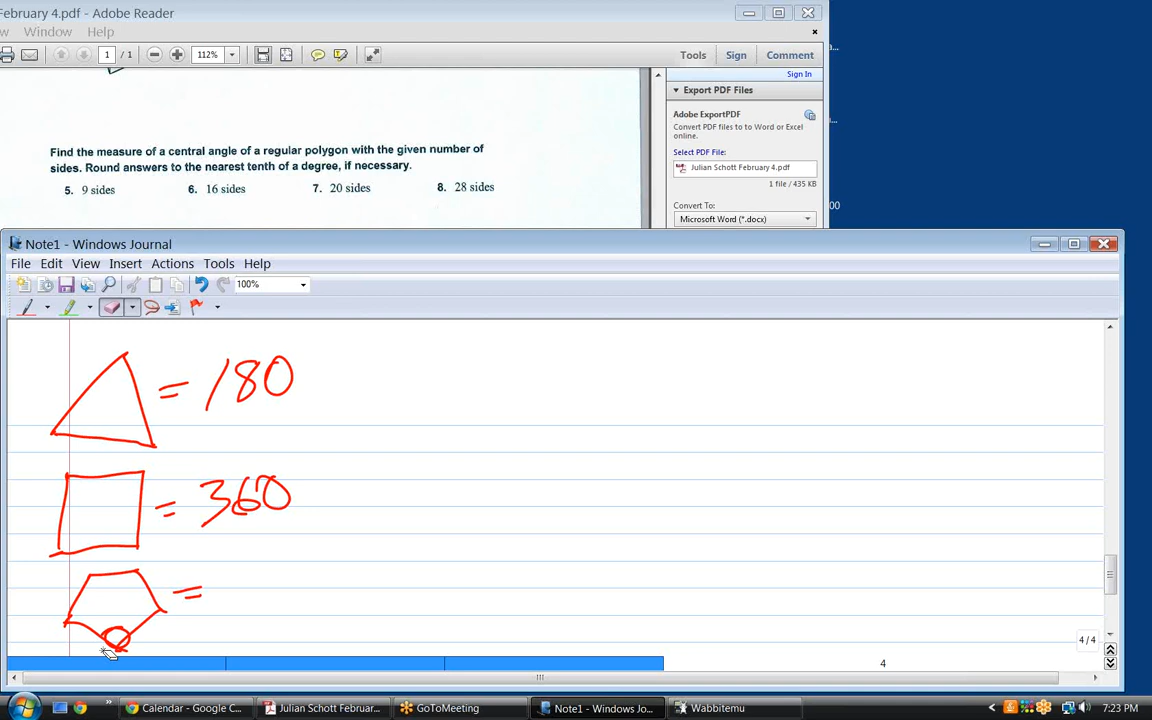 February 4.pdf - Adobe Reader
w Window Help
1 / 1 112% Tools Sign Comment
Sign In
Export PDF Files
Adobe ExportPDF
Convert PDF files to to Word or Excel
online.
Select PDF File:
Julian Schott February 4.pdf
1 file / 435 KB
Convert To:
Microsoft Word (*.docx)
Find the measure of a central angle of a regular polygon with the given number of
sides. Round answers to the nearest tenth of a degree, if necessary.
5. 9 sides 6. 16 sides 7. 20 sides 8. 28 sides
a...
a...
00
Note1 - Windows Journal
File Edit View Insert Actions Tools Help
100%
= 180
= 360
=
4 / 4
4
Calendar - Google C... Julian Schott Februar... GoToMeeting Note1 - Windows Jo... Wabbitemu 7:23 PM